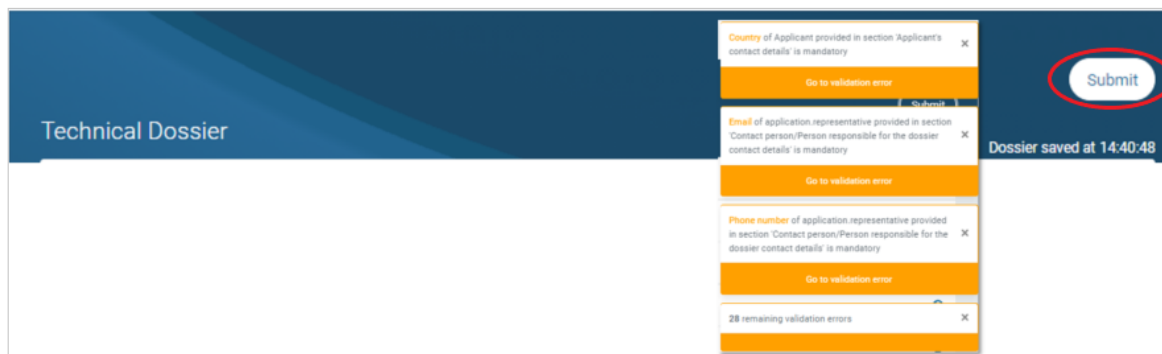 Country of Applicant provided in section 'Applicant's
contact details' is mandatory
×
Go to validation error
Submit
Submit
Technical Dossier
Email of application.representative provided in section
'Contact person/Person responsible for the dossier
contact details' is mandatory
×
Dossier saved at 14:40:48
Go to validation error
Phone number of application.representative provided
in section 'Contact person/Person responsible for the
dossier contact details' is mandatory
×
Go to validation error
28 remaining validation errors
×